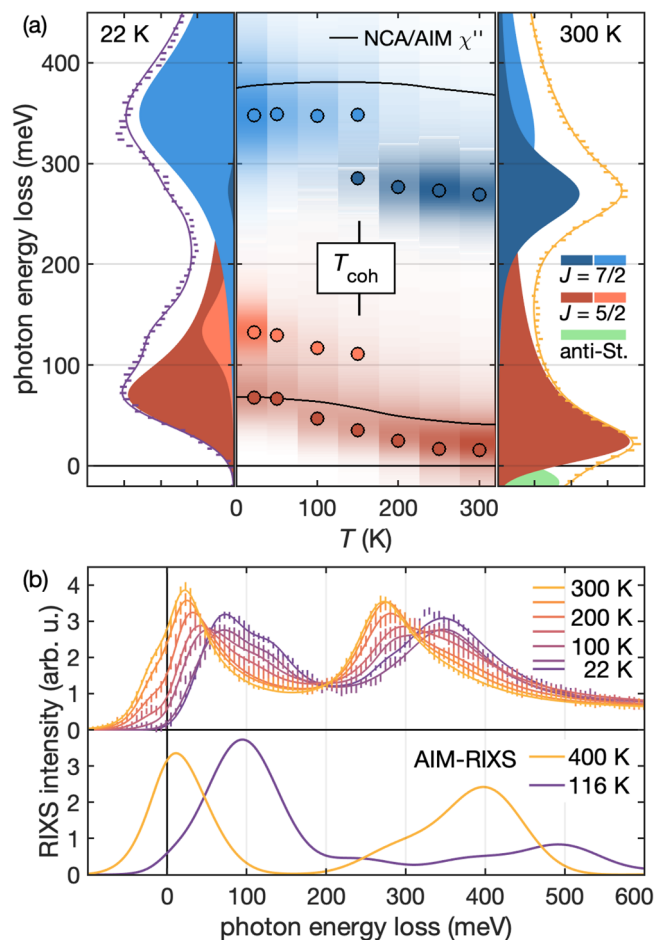 (a)
22 K
NCA/AIM χ''
300 K
400
300
200
100
0
photon energy loss (meV)
T_coh
J = 7/2
J = 5/2
anti-St.
0 100 200 300
T (K)
(b)
4
3
2
1
0
300 K
200 K
100 K
22 K
RIXS intensity (arb. u.)
AIM-RIXS
400 K
116 K
3
2
1
0
0 100 200 300 400 500 600
photon energy loss (meV)